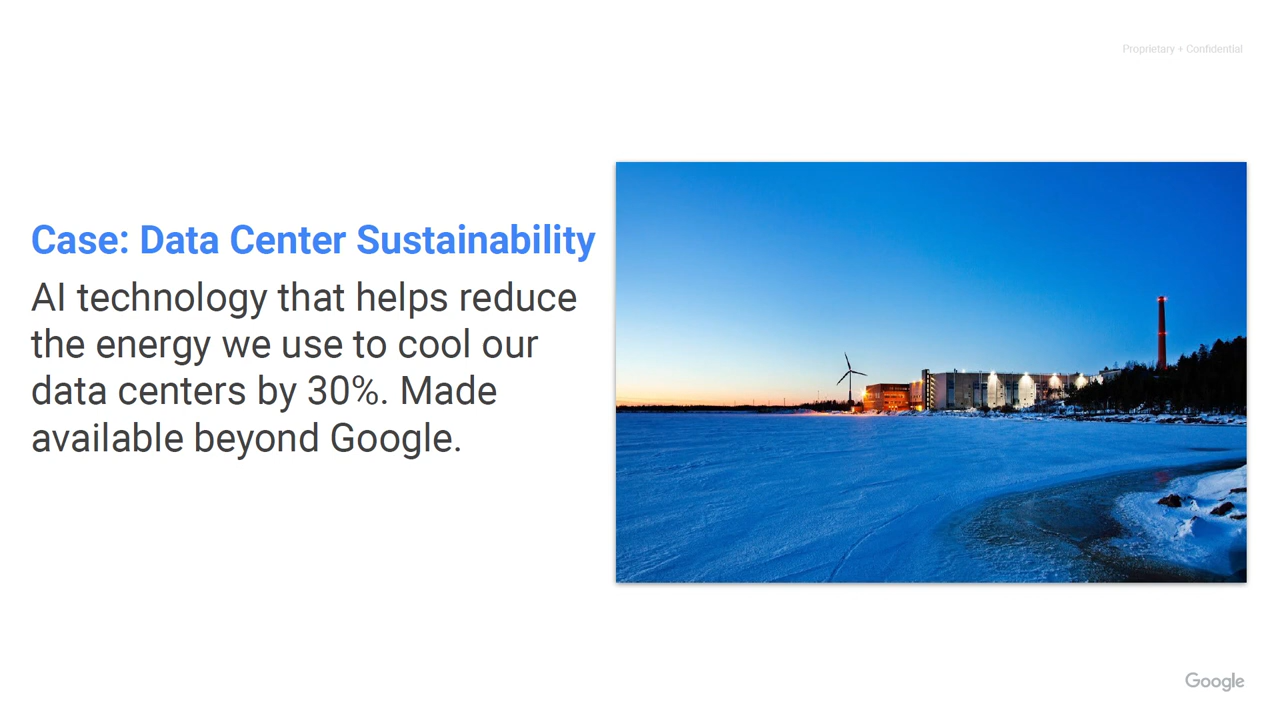 Proprietary + Confidential
Case: Data Center Sustainability
AI technology that helps reduce
the energy we use to cool our
data centers by 30%. Made
available beyond Google.
Google